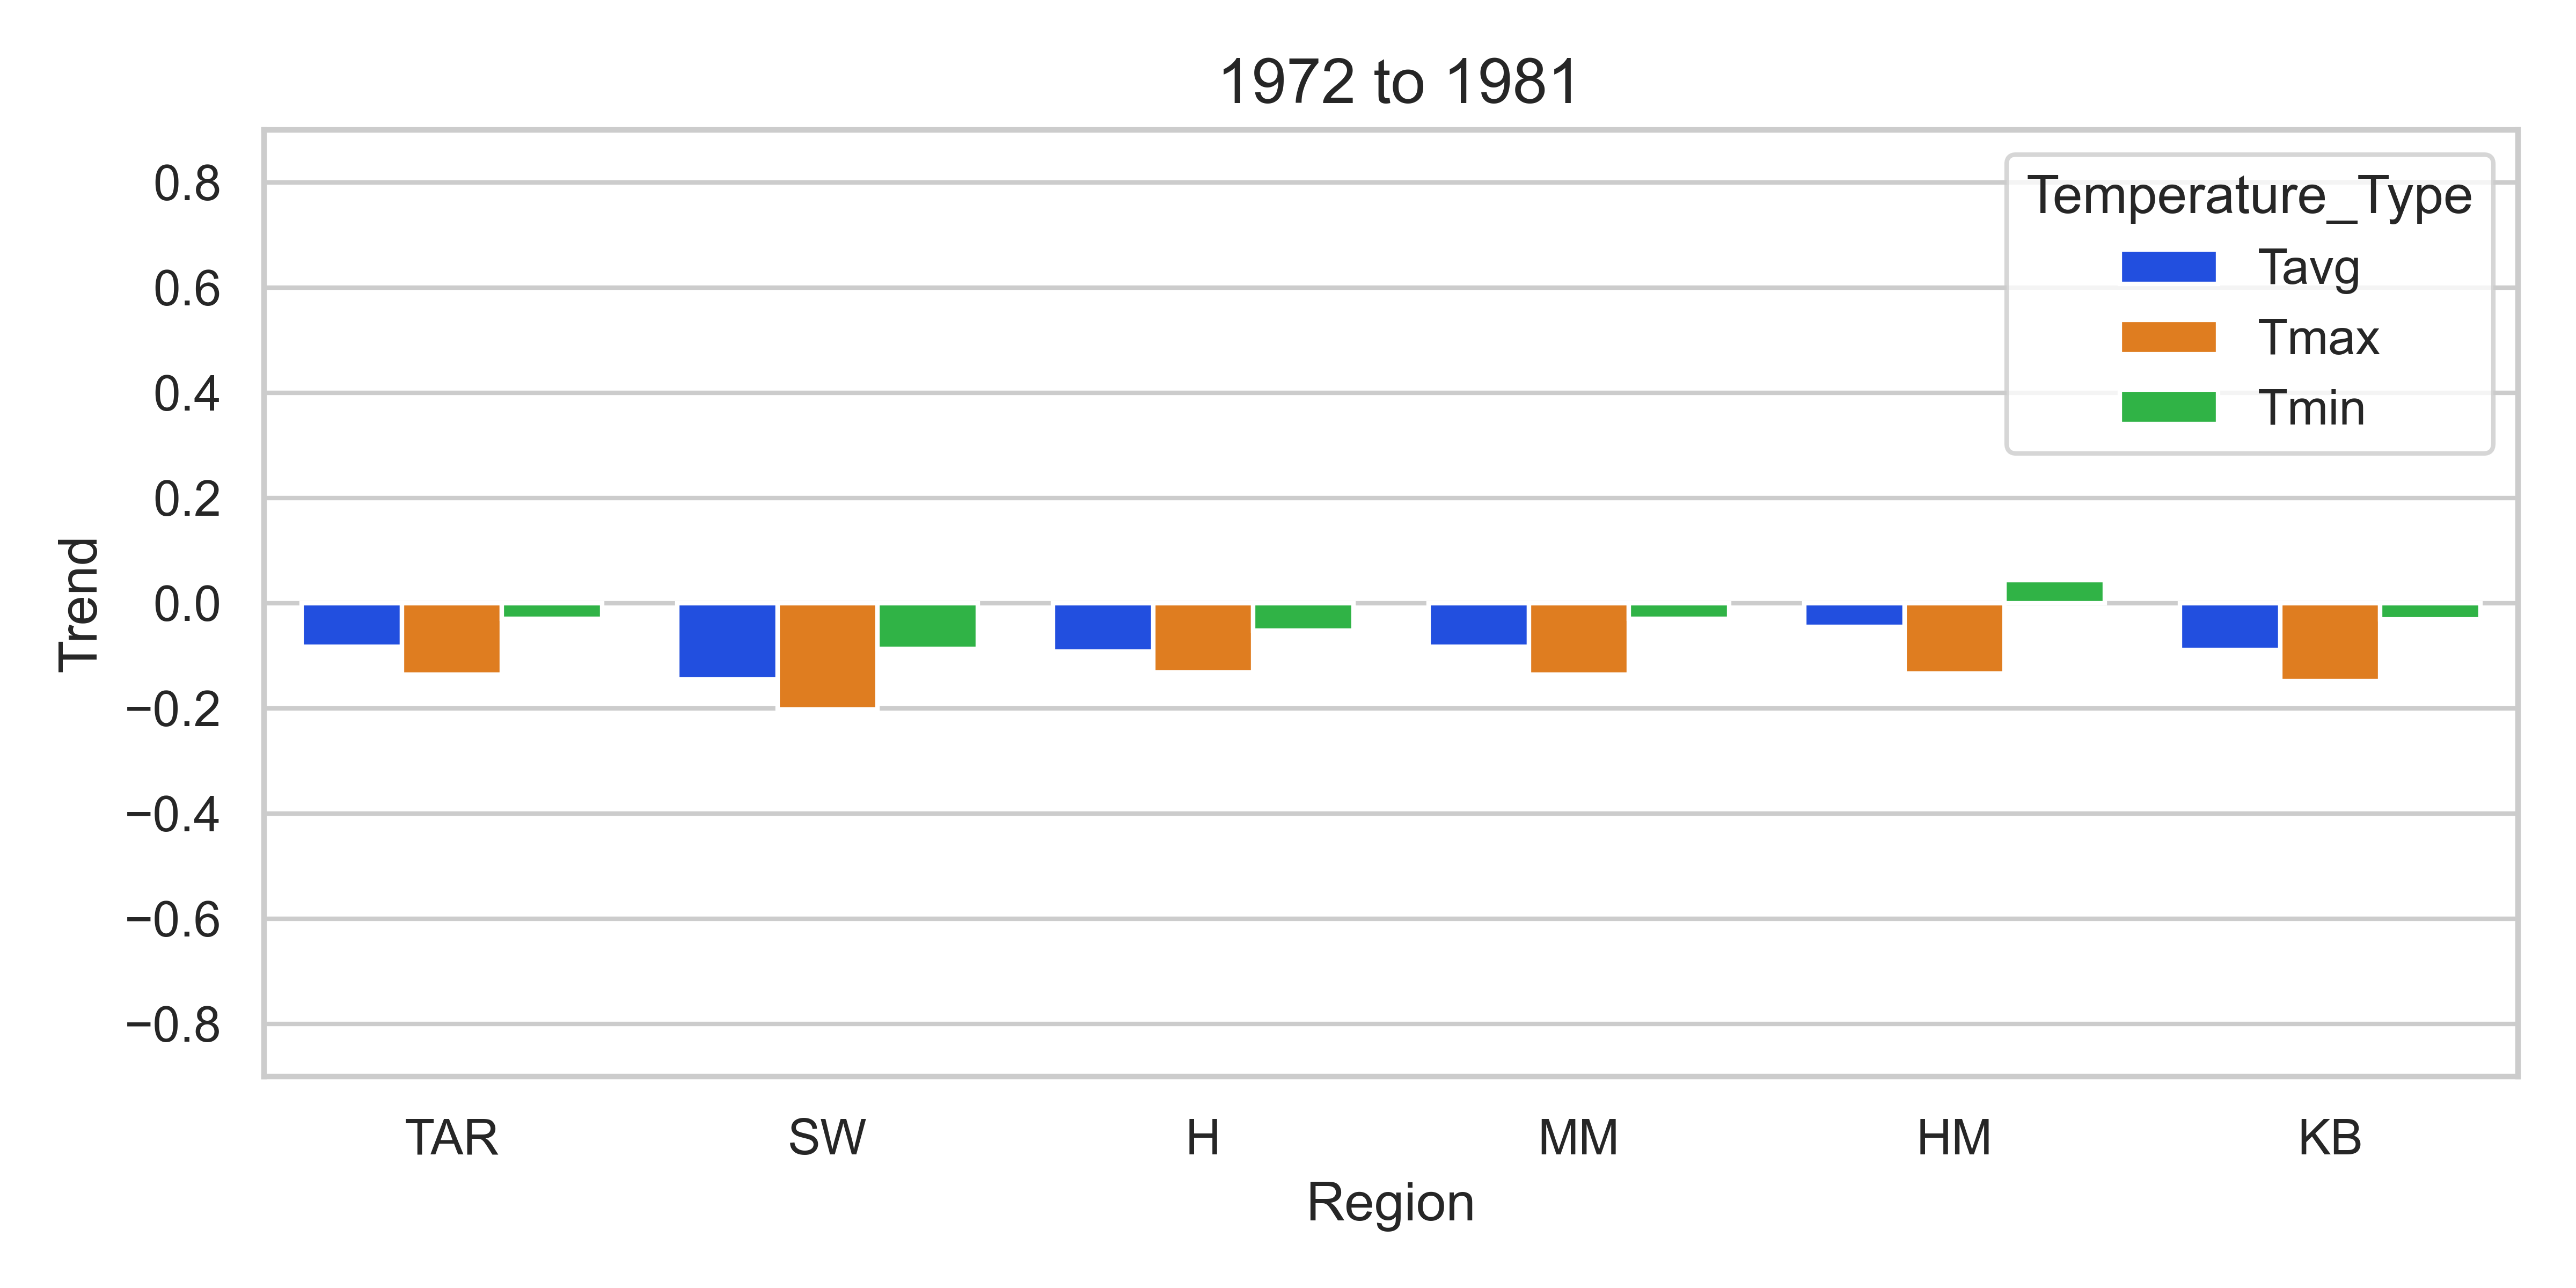 1972 to 1981
Temperature_Type
Tavg
Tmax
Tmin
Trend
0.8
0.6
0.4
0.2
0.0
−0.2
−0.4
−0.6
−0.8
TAR SW H MM HM KB
Region